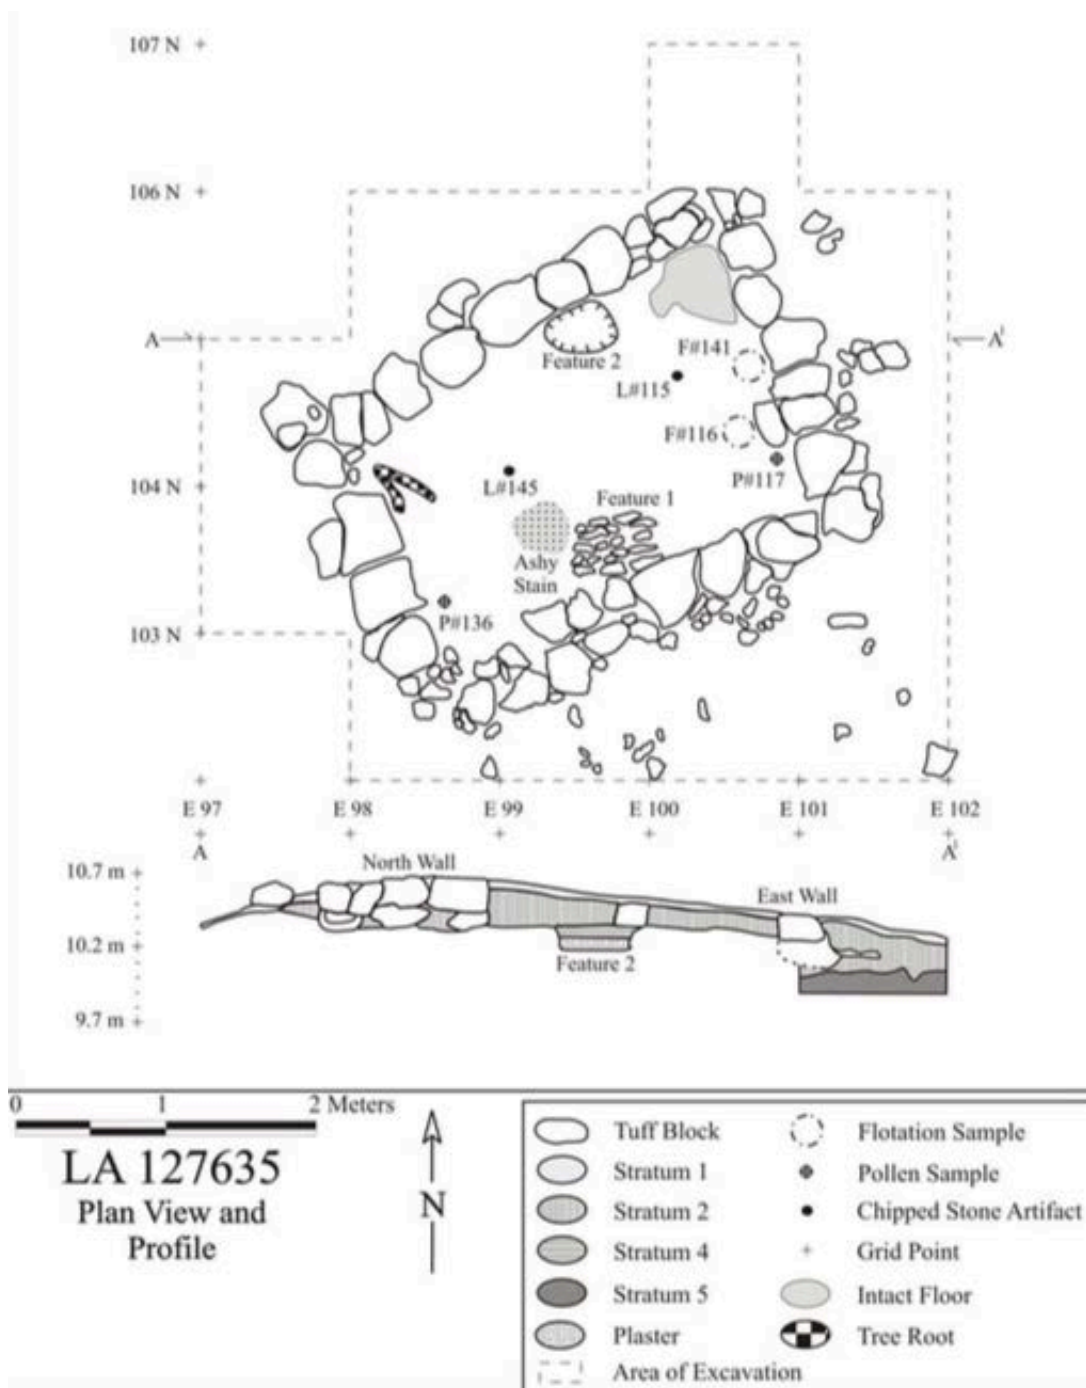 107 N
106 N
A
A'
F#141
Feature 2
L#115
F#116
P#117
104 N
L#145
Feature 1
Ashy
Stain
P#136
103 N
E 97
E 98
E 99
E 100
E 101
E 102
A
A'
10.7 m
North Wall
East Wall
10.2 m
Feature 2
9.7 m
0 1 2 Meters
LA 127635
Plan View and
Profile
N
Tuff Block
Stratum 1
Stratum 2
Stratum 4
Stratum 5
Plaster
Area of Excavation
Flotation Sample
Pollen Sample
Chipped Stone Artifact
Grid Point
Intact Floor
Tree Root